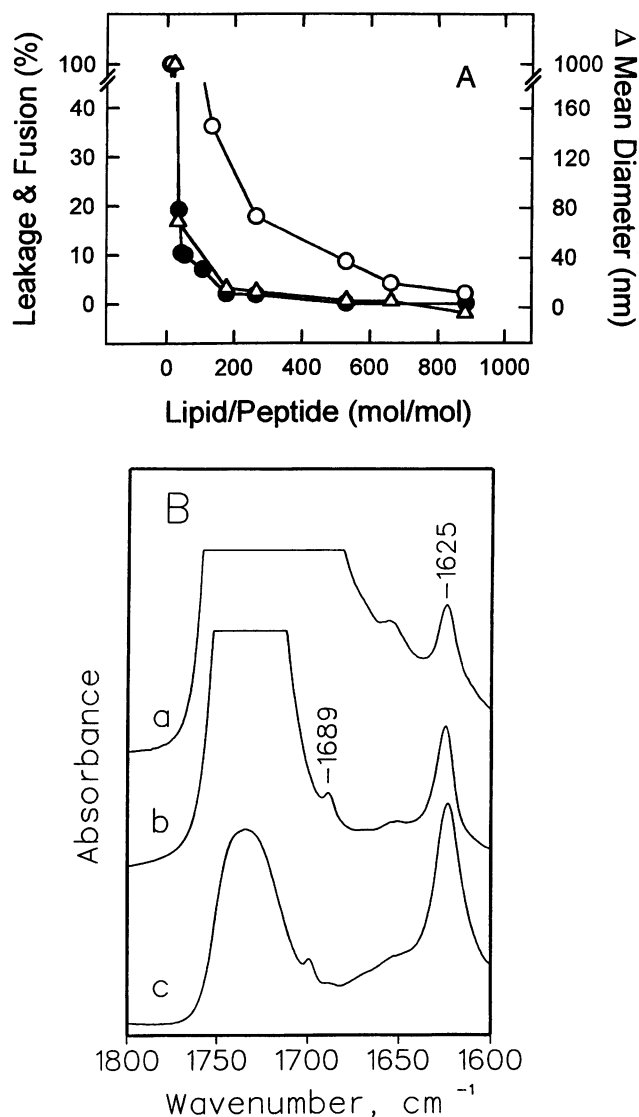 A
Leakage & Fusion (%)
100
40
30
20
10
0
1000
160
120
80
40
0
Δ Mean Diameter (nm)
0 200 400 600 800 1000
Lipid/Peptide (mol/mol)
B
-1625
-1689
a
b
c
Absorbance
1800 1750 1700 1650 1600
Wavenumber, cm -1